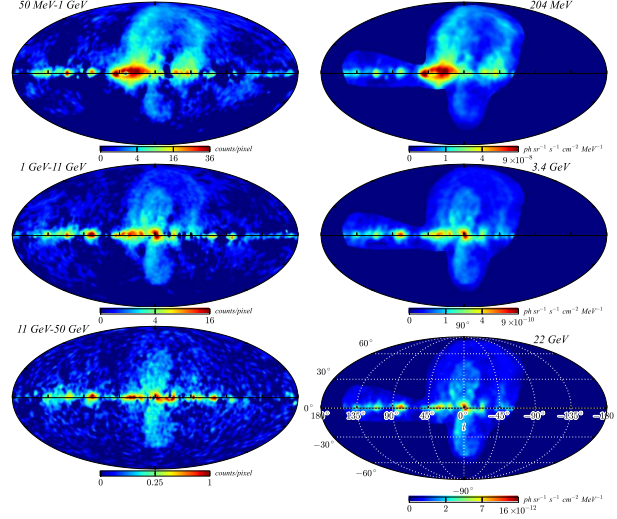 50 MeV-1 GeV
204 MeV
0 4 16 36 counts/pixel
0 1 4 9 ×10⁻⁸ ph sr⁻¹ s⁻¹ cm⁻² MeV⁻¹
1 GeV-11 GeV
3.4 GeV
0 4 16 counts/pixel
0 1 4 9 ×10⁻¹⁰ ph sr⁻¹ s⁻¹ cm⁻² MeV⁻¹
11 GeV-50 GeV
22 GeV
90°
60°
30°
0°
180° 135° 90° 45° 0° −45° −90° −135° −180°
−30°
−60°
−90°
0 0.25 1 counts/pixel
0 2 7 16 ×10⁻¹² ph sr⁻¹ s⁻¹ cm⁻² MeV⁻¹